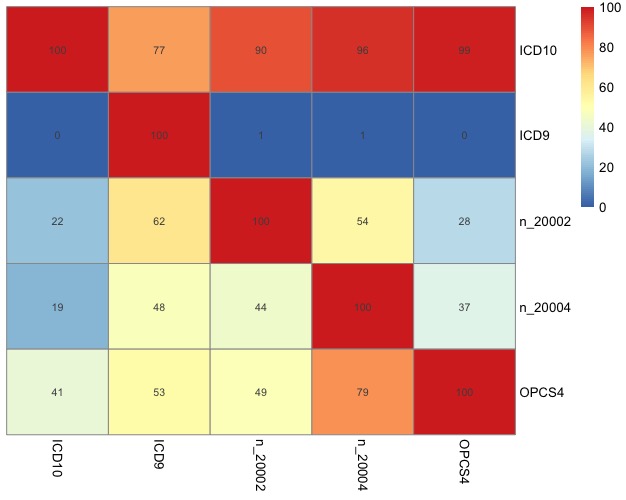 100 77 90 96 99 ICD10
0 100 1 1 0 ICD9
22 62 100 54 28 n_20002
19 48 44 100 37 n_20004
41 53 49 79 100 OPCS4
ICD10 ICD9 n_20002 n_20004 OPCS4
100
80
60
40
20
0